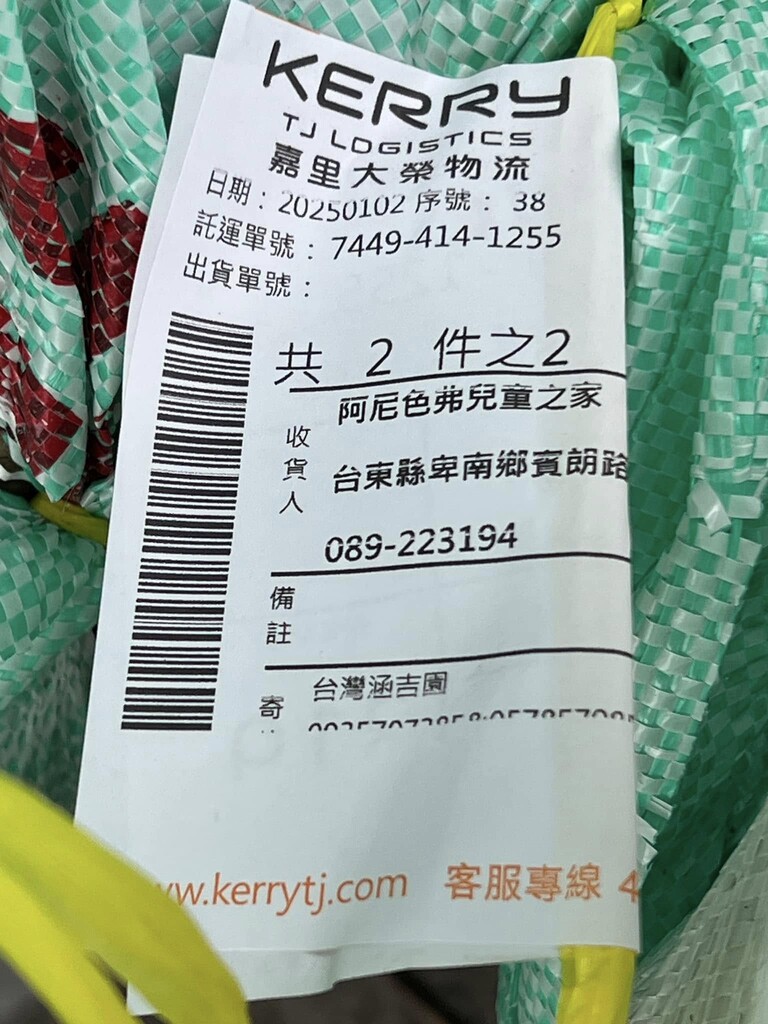 KERRY
TJ LOGISTICS
嘉里大榮物流
日期：20250102 序號： 38
託運單號：7449-414-1255
出貨單號：
共 2 件之2
收貨人
阿尼色弗兒童之家
台東縣卑南鄉賓朗路
089-223194
備註
寄
台灣涵吉園
w.kerrytj.com 客服專線 4